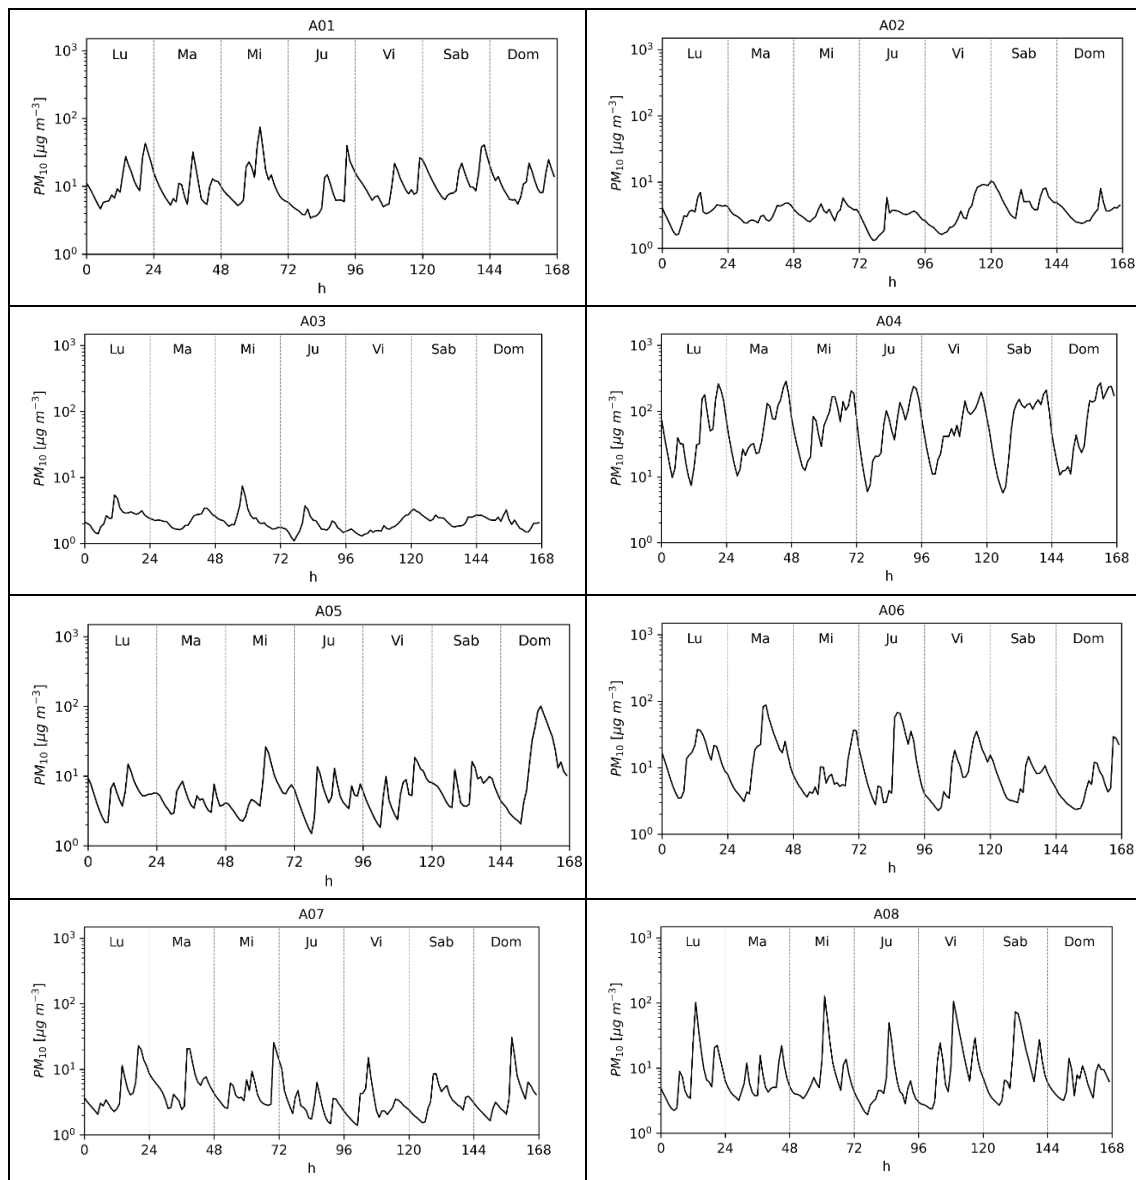 A01
10³
10²
10¹
10⁰
PM₁₀ [µg m⁻³]
Lu Ma Mi Ju Vi Sab Dom
0 24 48 72 96 120 144 168
h
A02
10³
10²
10¹
10⁰
PM₁₀ [µg m⁻³]
Lu Ma Mi Ju Vi Sab Dom
0 24 48 72 96 120 144 168
h
A03
10³
10²
10¹
10⁰
PM₁₀ [µg m⁻³]
Lu Ma Mi Ju Vi Sab Dom
0 24 48 72 96 120 144 168
h
A04
10³
10²
10¹
10⁰
PM₁₀ [µg m⁻³]
Lu Ma Mi Ju Vi Sab Dom
0 24 48 72 96 120 144 168
h
A05
10³
10²
10¹
10⁰
PM₁₀ [µg m⁻³]
Lu Ma Mi Ju Vi Sab Dom
0 24 48 72 96 120 144 168
h
A06
10³
10²
10¹
10⁰
PM₁₀ [µg m⁻³]
Lu Ma Mi Ju Vi Sab Dom
0 24 48 72 96 120 144 168
h
A07
10³
10²
10¹
10⁰
PM₁₀ [µg m⁻³]
Lu Ma Mi Ju Vi Sab Dom
0 24 48 72 96 120 144 168
h
A08
10³
10²
10¹
10⁰
PM₁₀ [µg m⁻³]
Lu Ma Mi Ju Vi Sab Dom
0 24 48 72 96 120 144 168
h